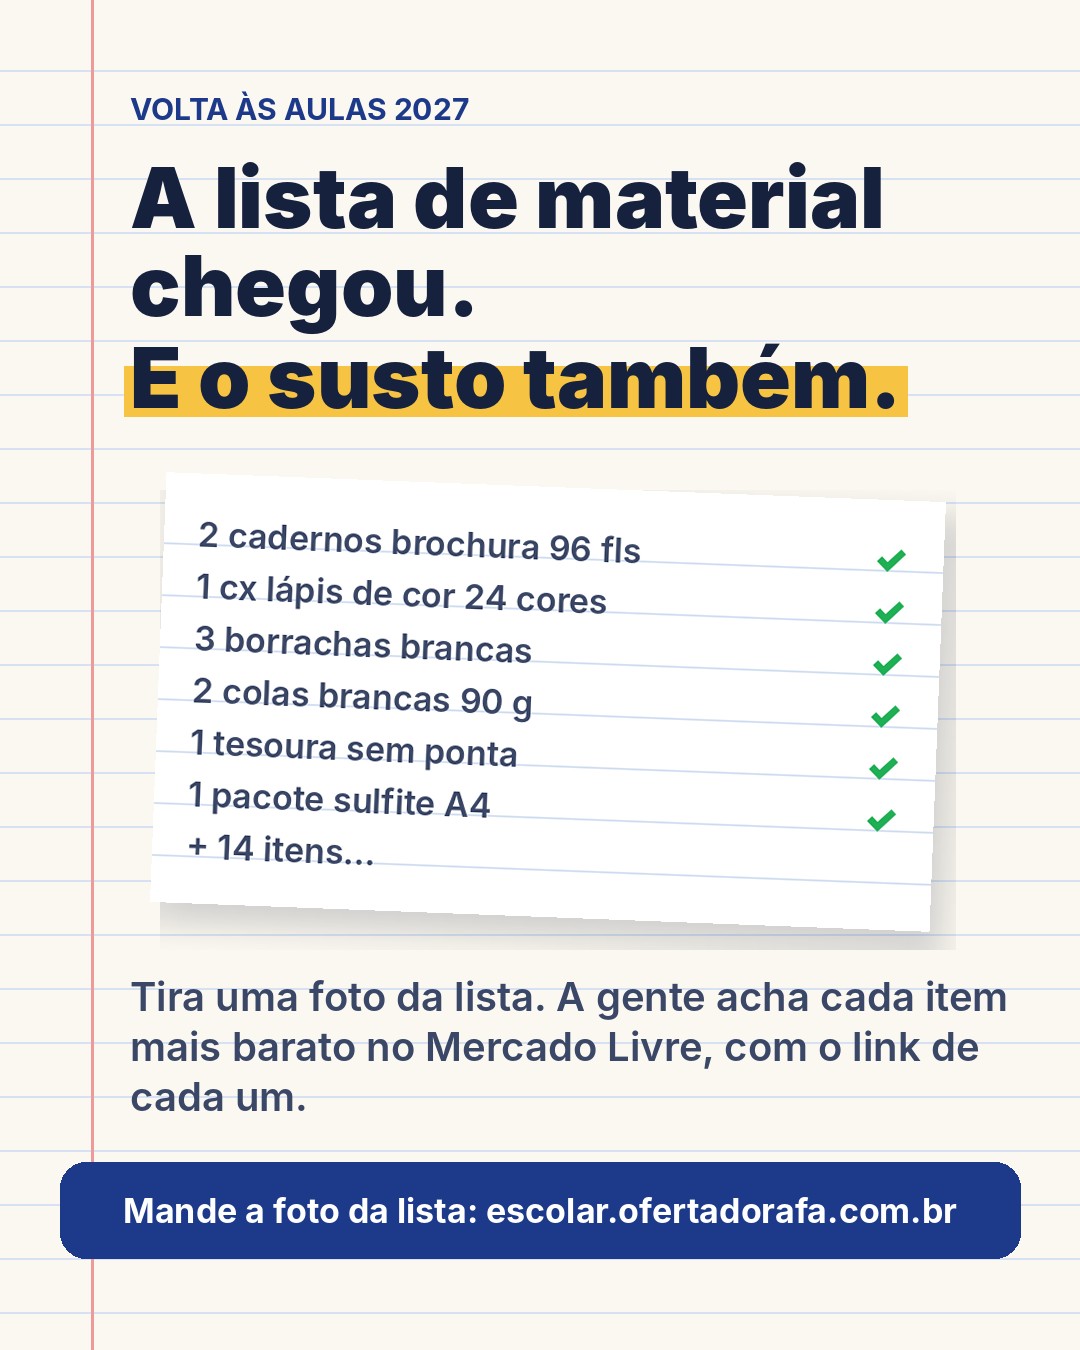 VOLTA ÀS AULAS 2027
A lista de material
chegou.
E o susto também.
2 cadernos brochura 96 fls
1 cx lápis de cor 24 cores
3 borrachas brancas
2 colas brancas 90 g
1 tesoura sem ponta
1 pacote sulfite A4
+ 14 itens...
Tira uma foto da lista. A gente acha cada item
mais barato no Mercado Livre, com o link de
cada um.
Mande a foto da lista: escolar.ofertadorafa.com.br